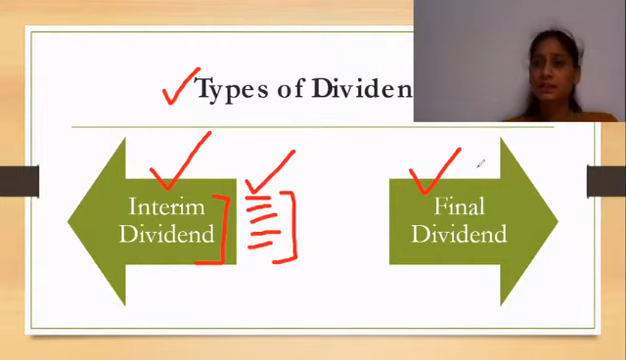 Types of Dividen
Interim
Dividend
Final
Dividend